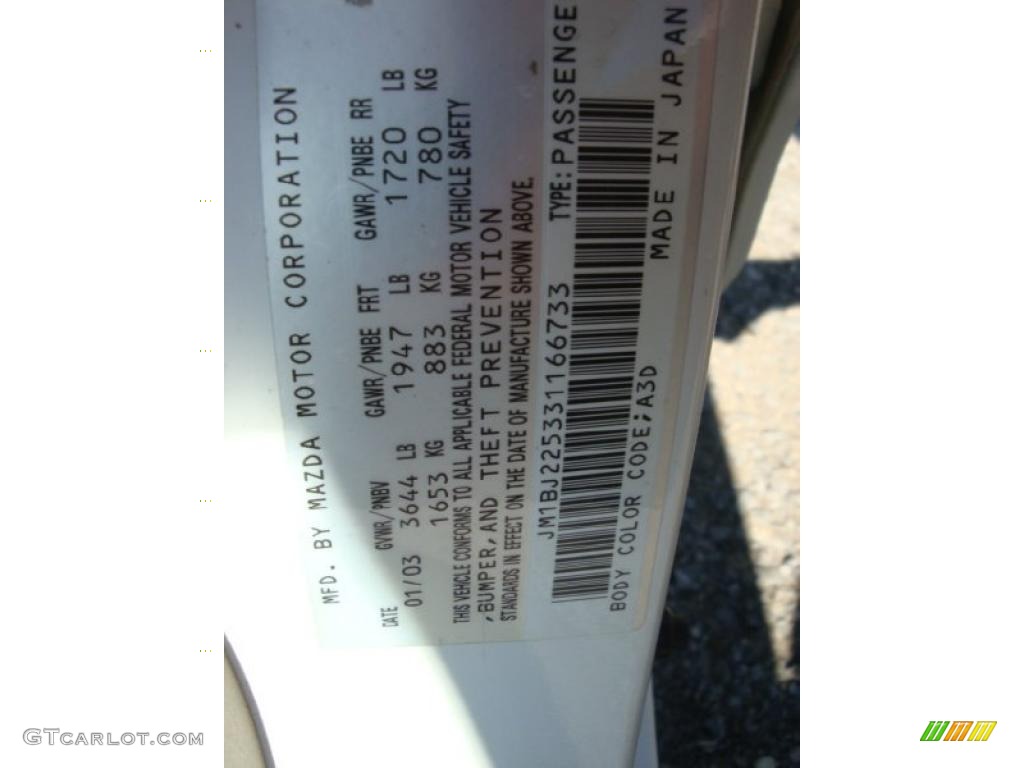 MFD. BY MAZDA MOTOR CORPORATION
DATE GVWR/PNBV GAWR/PNBE FRT GAWR/PNBE RR
01/03 3644 LB 1947 LB 1720 LB
1653 KG 883 KG 780 KG
THIS VEHICLE CONFORMS TO ALL APPLICABLE FEDERAL MOTOR VEHICLE SAFETY
,BUMPER, AND THEFT PREVENTION
STANDARDS IN EFFECT ON THE DATE OF MANUFACTURE SHOWN ABOVE.
JM1BJ225331166733 TYPE: PASSENGE
BODY COLOR CODE;A3D MADE IN JAPAN
GTCARLOT.COM